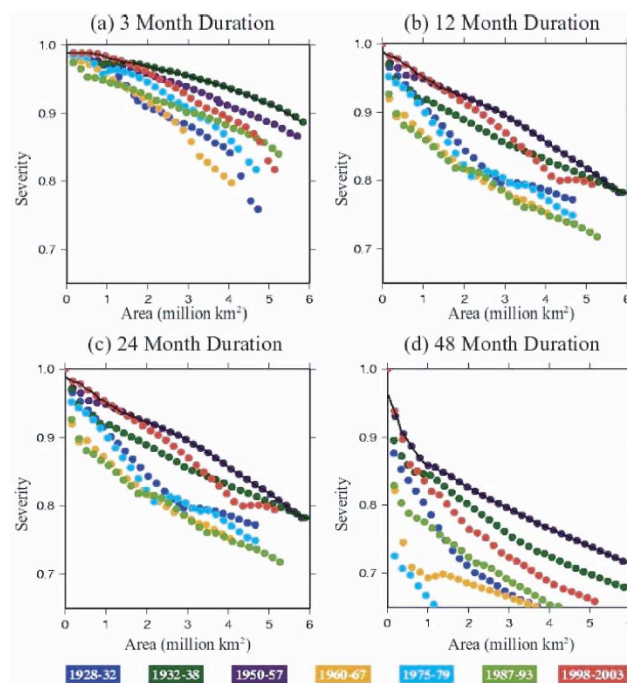 (a) 3 Month Duration
(b) 12 Month Duration
1.0
0.9
0.8
0.7
Severity
0 1 2 3 4 5 6
Area (million km²)
1.0
0.9
0.8
0.7
Severity
0 1 2 3 4 5 6
Area (million km²)
(c) 24 Month Duration
(d) 48 Month Duration
1.0
0.9
0.8
0.7
Severity
0 1 2 3 4 5 6
Area (million km²)
1.0
0.9
0.8
0.7
Severity
0 1 2 3 4 5 6
Area (million km²)
1928-32 1932-38 1950-57 1960-67 1975-79 1987-93 1998-2003